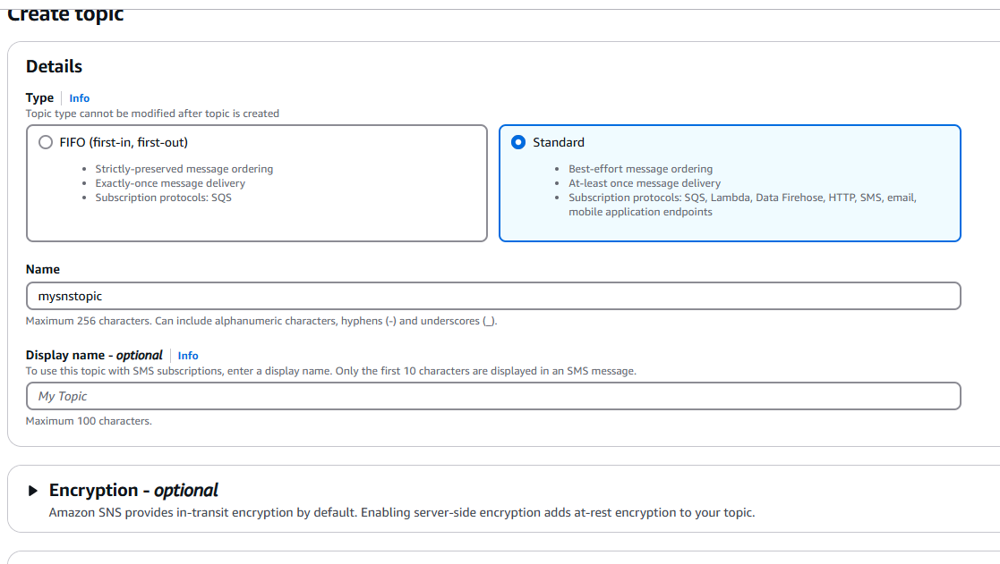 Create topic
Details
Type Info
Topic type cannot be modified after topic is created
FIFO (first-in, first-out)
Strictly-preserved message ordering
Exactly-once message delivery
Subscription protocols: SQS
Standard
Best-effort message ordering
At-least once message delivery
Subscription protocols: SQS, Lambda, Data Firehose, HTTP, SMS, email,
mobile application endpoints
Name
mysnstopic
Maximum 256 characters. Can include alphanumeric characters, hyphens (-) and underscores (_).
Display name - optional Info
To use this topic with SMS subscriptions, enter a display name. Only the first 10 characters are displayed in an SMS message.
My Topic
Maximum 100 characters.
Encryption - optional
Amazon SNS provides in-transit encryption by default. Enabling server-side encryption adds at-rest encryption to your topic.